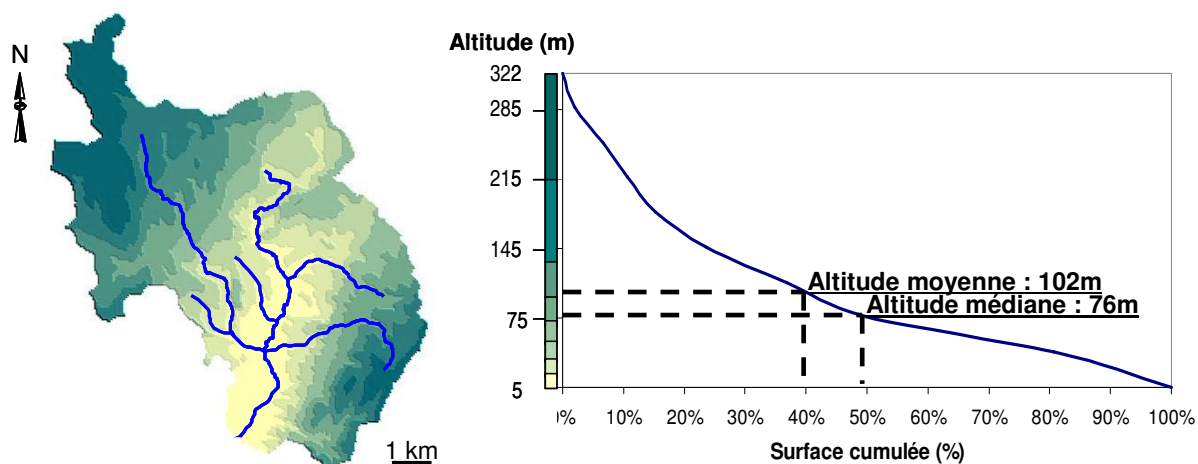 N
1 km
Altitude (m)
322
285
215
145
75
5
Altitude moyenne : 102m
Altitude médiane : 76m
10% 20% 30% 40% 50% 60% 70% 80% 90% 100%
Surface cumulée (%)